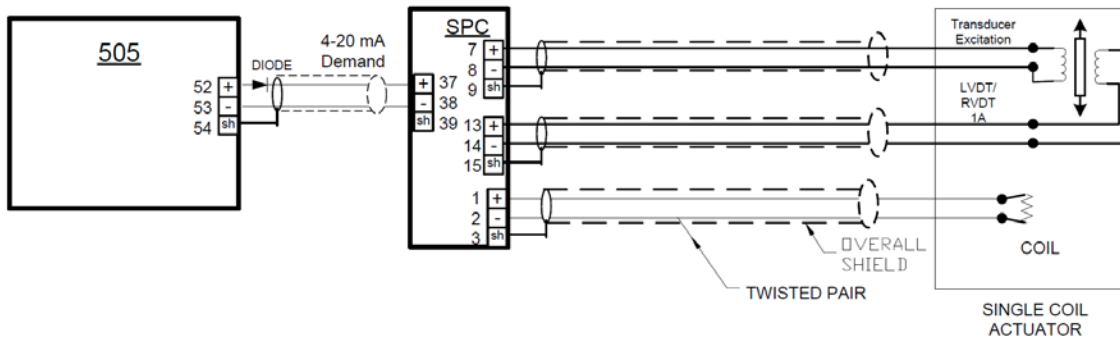 505
DIODE
4-20 mA
Demand
52 +
53 -
54 sh
SPC
37 +
38 -
39 sh
7 +
8 -
9 sh
13 +
14 -
15 sh
1 +
2 -
3 sh
Transducer
Excitation
LVDT/
RVDT
1A
COIL
OVERALL
SHIELD
TWISTED PAIR
SINGLE COIL
ACTUATOR